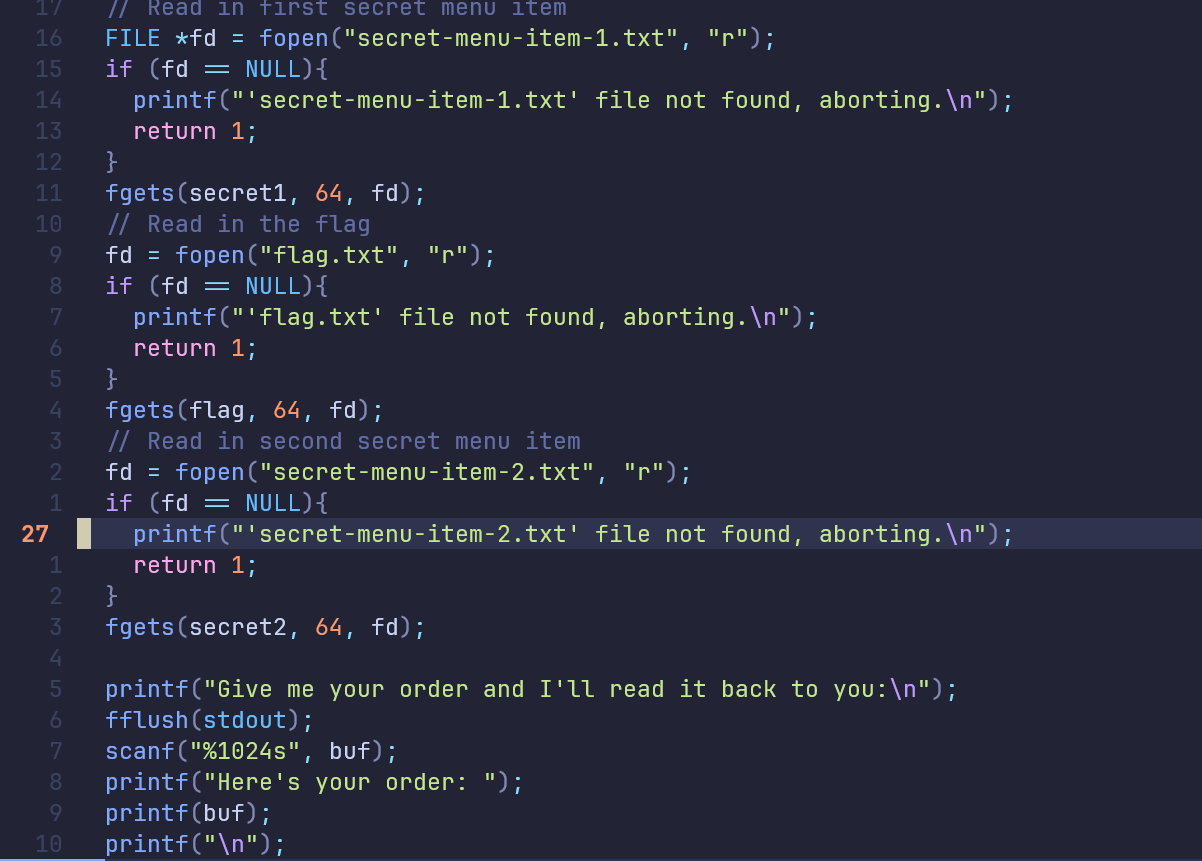 17 // Read in first secret menu item
16 FILE *fd = fopen("secret-menu-item-1.txt", "r");
15 if (fd == NULL){
14 printf("'secret-menu-item-1.txt' file not found, aborting.\n");
13 return 1;
12 }
11 fgets(secret1, 64, fd);
10 // Read in the flag
9 fd = fopen("flag.txt", "r");
8 if (fd == NULL){
7 printf("'flag.txt' file not found, aborting.\n");
6 return 1;
5 }
4 fgets(flag, 64, fd);
3 // Read in second secret menu item
2 fd = fopen("secret-menu-item-2.txt", "r");
1 if (fd == NULL){
27 printf("'secret-menu-item-2.txt' file not found, aborting.\n");
1 return 1;
2 }
3 fgets(secret2, 64, fd);
4
5 printf("Give me your order and I'll read it back to you:\n");
6 fflush(stdout);
7 scanf("%1024s", buf);
8 printf("Here's your order: ");
9 printf(buf);
10 printf("\n");